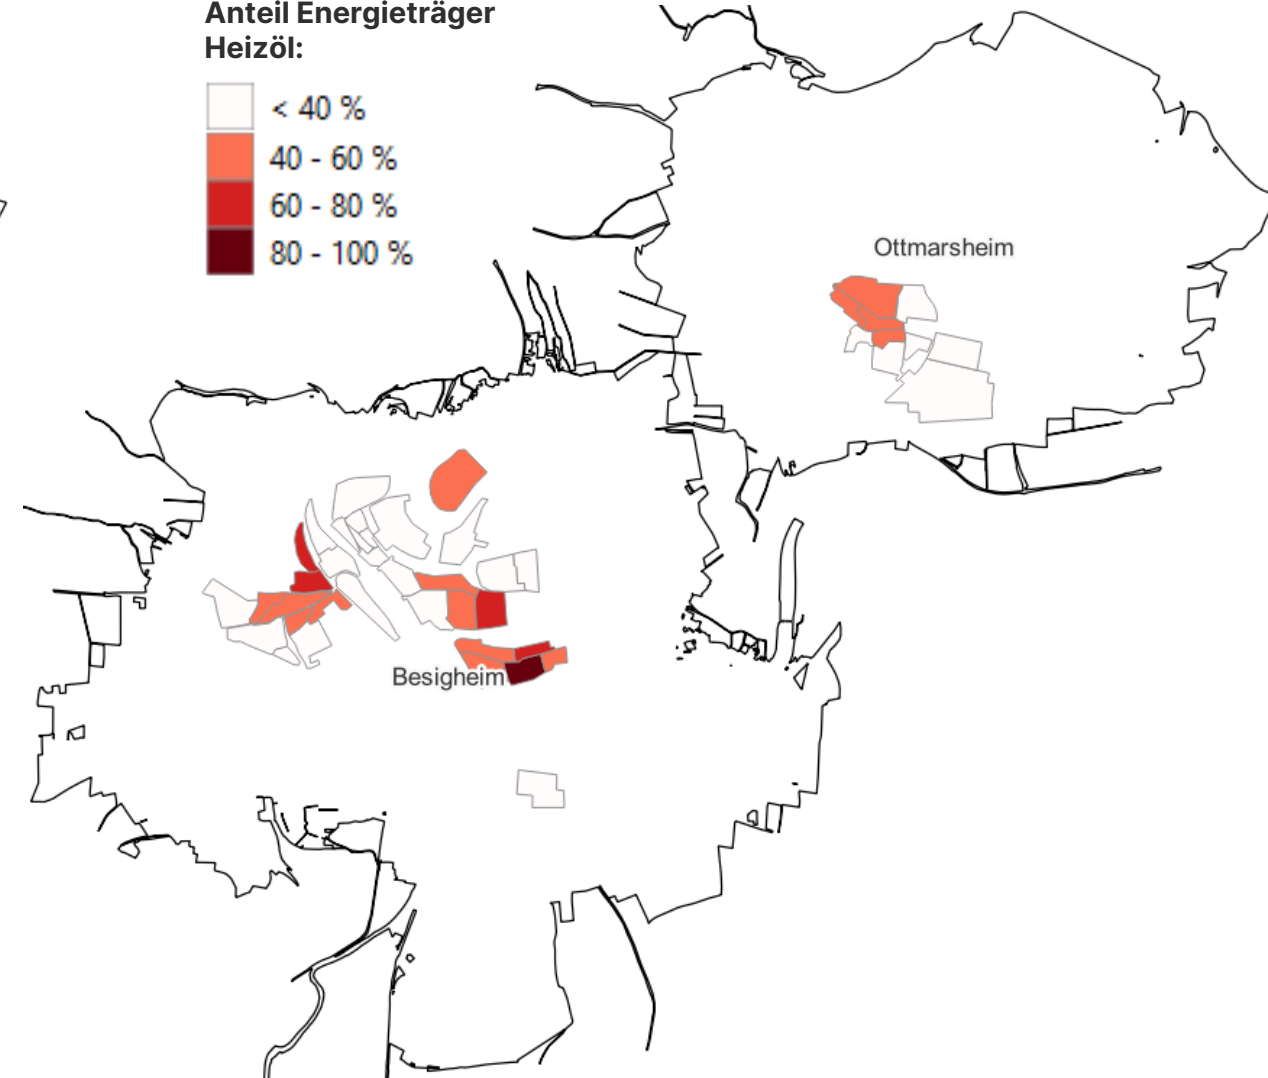 Anteil Energieträger
Heizöl:
< 40 %
40 - 60 %
60 - 80 %
80 - 100 %
Ottmarsheim
Besigheim